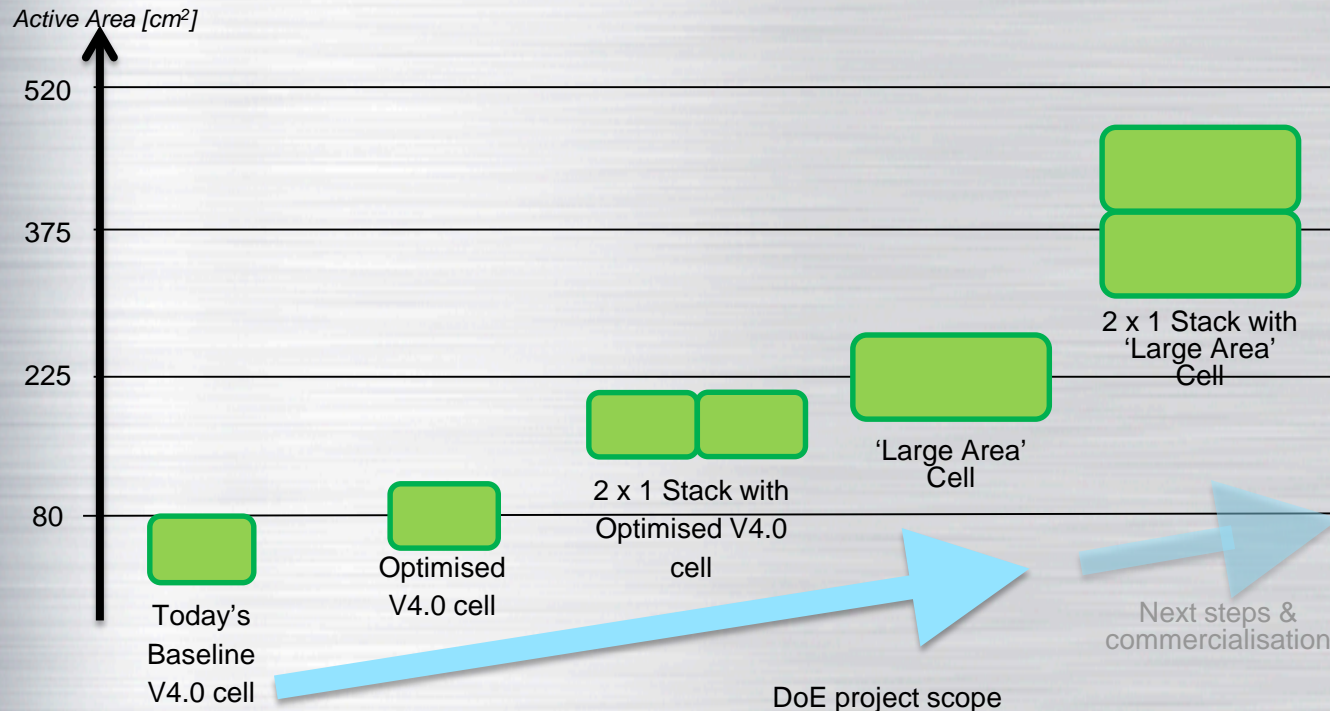 Active Area [cm²]
520
375
225
80
Today's
Baseline
V4.0 cell
Optimised
V4.0 cell
2 x 1 Stack with
Optimised V4.0
cell
‘Large Area’
Cell
2 x 1 Stack with
‘Large Area’
Cell
DoE project scope
Next steps &
commercialisation